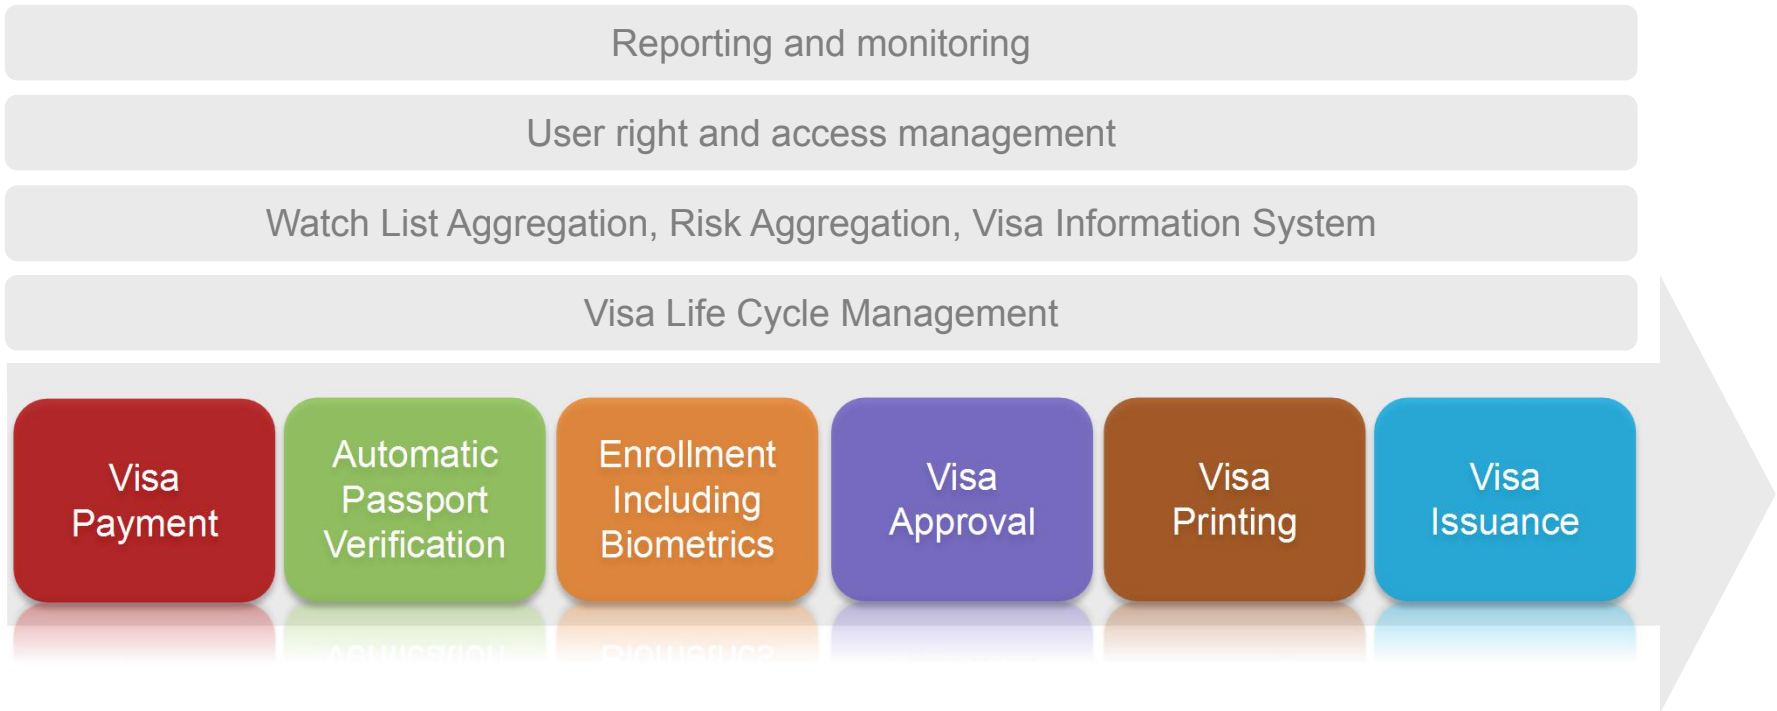 Reporting and monitoring
User right and access management
Watch List Aggregation, Risk Aggregation, Visa Information System
Visa Life Cycle Management
Visa
Payment
Automatic
Passport
Verification
Enrollment
Including
Biometrics
Visa
Approval
Visa
Printing
Visa
Issuance